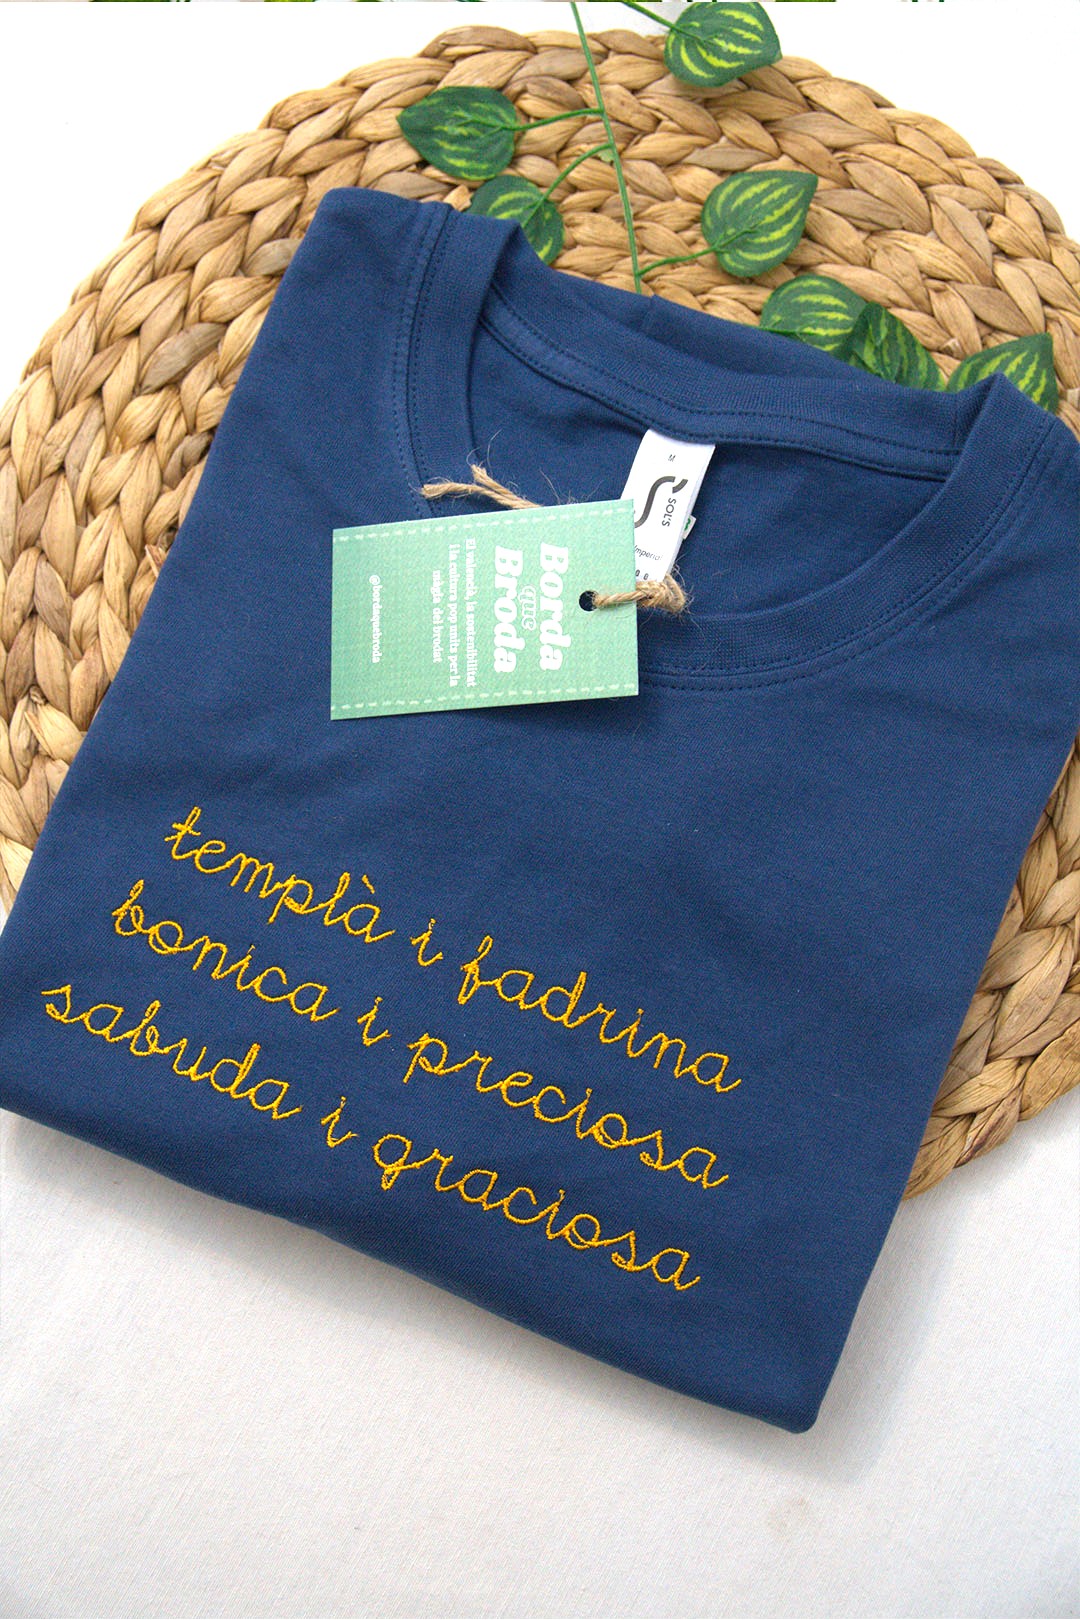 M
SOL'S
Imperial
Borda
que
Broda
El valencià, la sostenibilitat
i la cultura pop units per la
màgia del brodat
@bordaquebroda
templà i fadrina
bonica i preciosa
sabuda i graciosa